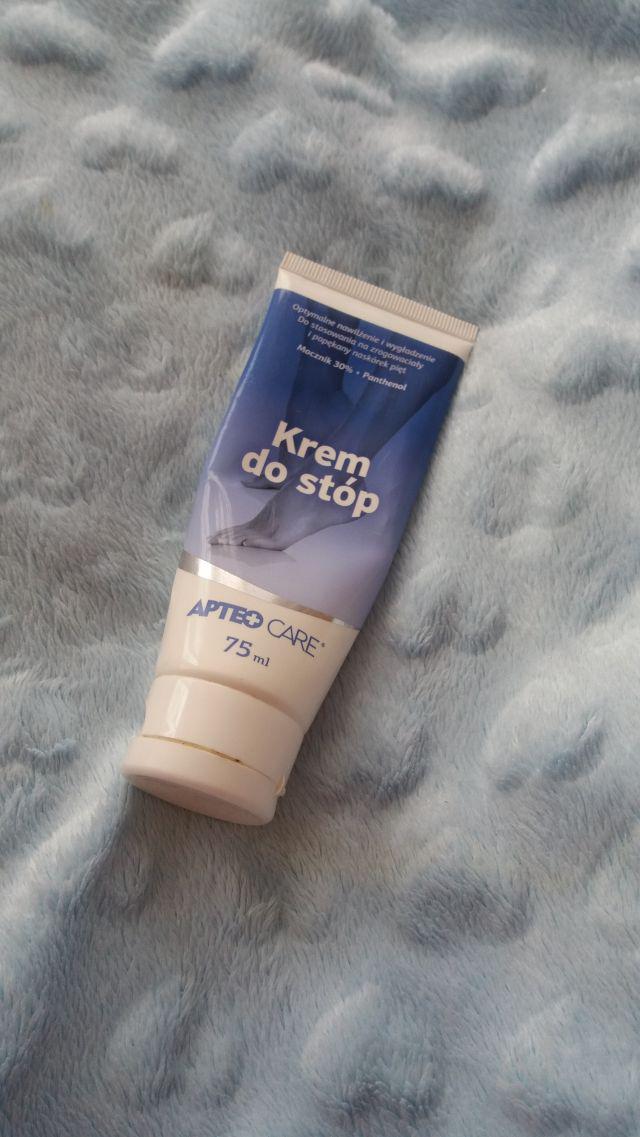 Optymalne nawilżenie i wygładzenie
Do stosowania na zrogowaciały
i popękany naskórek pięt
Mocznik 30% • Panthenol
Krem
do stóp
APTEO CARE®
75 ml